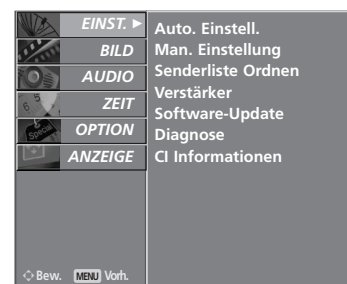 EINST. ►
BILD
AUDIO
ZEIT
OPTION
ANZEIGE
Auto. Einstell.
Man. Einstellung
Senderliste Ordnen
Verstärker
Software-Update
Diagnose
CI Informationen
Special
Bew. MENU Vorh.